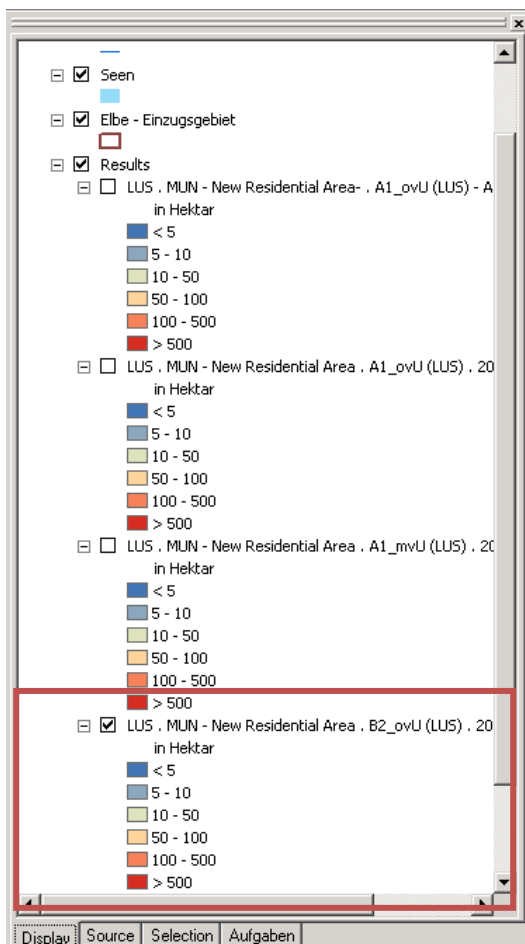 Seen
Elbe - Einzugsgebiet
Results
LUS . MUN - New Residential Area- . A1_ovU (LUS) - A
in Hektar
< 5
5 - 10
10 - 50
50 - 100
100 - 500
> 500
LUS . MUN - New Residential Area . A1_ovU (LUS) . 20
in Hektar
< 5
5 - 10
10 - 50
50 - 100
100 - 500
> 500
LUS . MUN - New Residential Area . A1_mvU (LUS) . 20
in Hektar
< 5
5 - 10
10 - 50
50 - 100
100 - 500
> 500
LUS . MUN - New Residential Area . B2_ovU (LUS) . 20
in Hektar
< 5
5 - 10
10 - 50
50 - 100
100 - 500
> 500
Display Source Selection Aufgaben